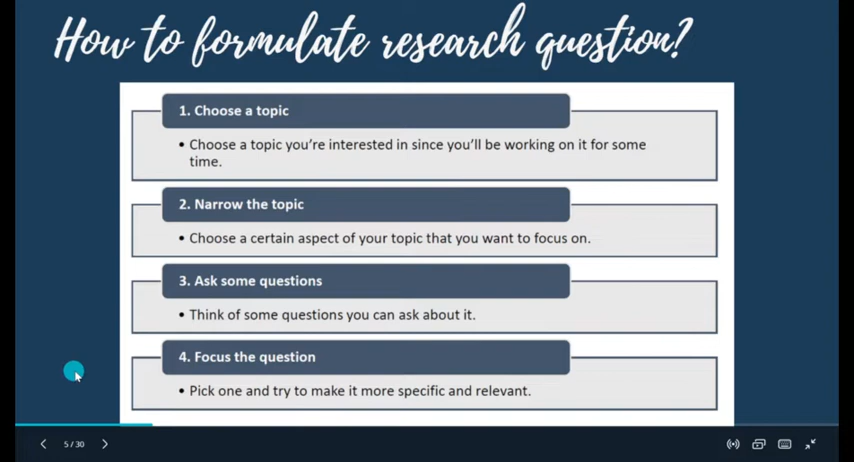 How to formulate research question?
1. Choose a topic
• Choose a topic you’re interested in since you’ll be working on it for some
time.
2. Narrow the topic
• Choose a certain aspect of your topic that you want to focus on.
3. Ask some questions
• Think of some questions you can ask about it.
4. Focus the question
• Pick one and try to make it more specific and relevant.
5 / 30